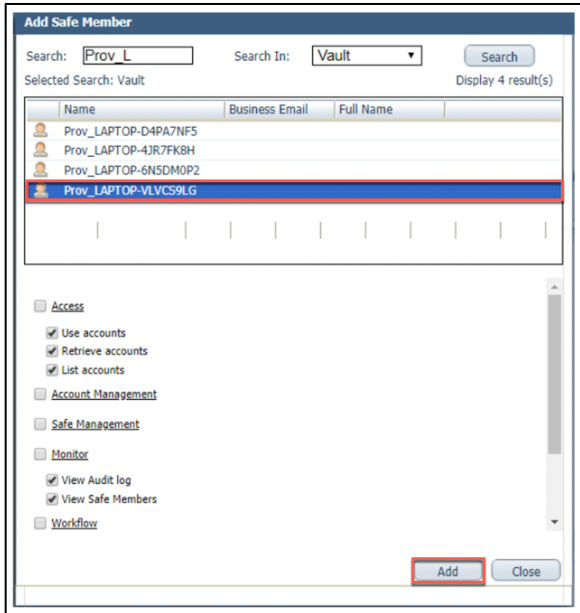 Add Safe Member
Search: Prov_L Search In: Vault Search
Selected Search: Vault Display 4 result(s)
Name Business Email Full Name
Prov_LAPTOP-D4PA7NF5
Prov_LAPTOP-4JR7FK8H
Prov_LAPTOP-6N5DM0P2
Prov_LAPTOP-VLVCS9LG
Access
Use accounts
Retrieve accounts
List accounts
Account Management
Safe Management
Monitor
View Audit log
View Safe Members
Workflow
Add Close